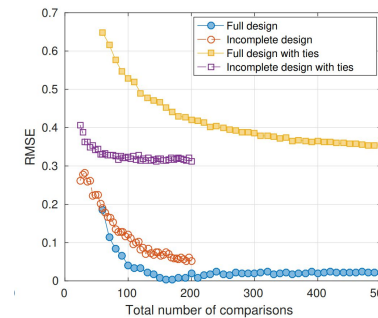 0.7
Full design
Incomplete design
Full design with ties
Incomplete design with ties
0.6
0.5
0.4
0.3
0.2
0.1
0
RMSE
0 100 200 300 400
Total number of comparisons